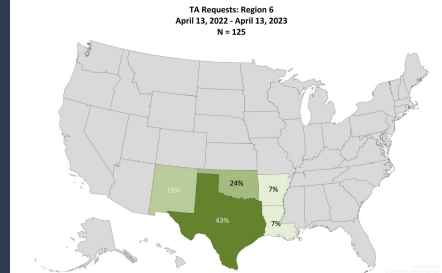 TA Requests: Region 6
April 13, 2022 - April 13, 2023
N = 125
18%
24%
7%
43%
7%